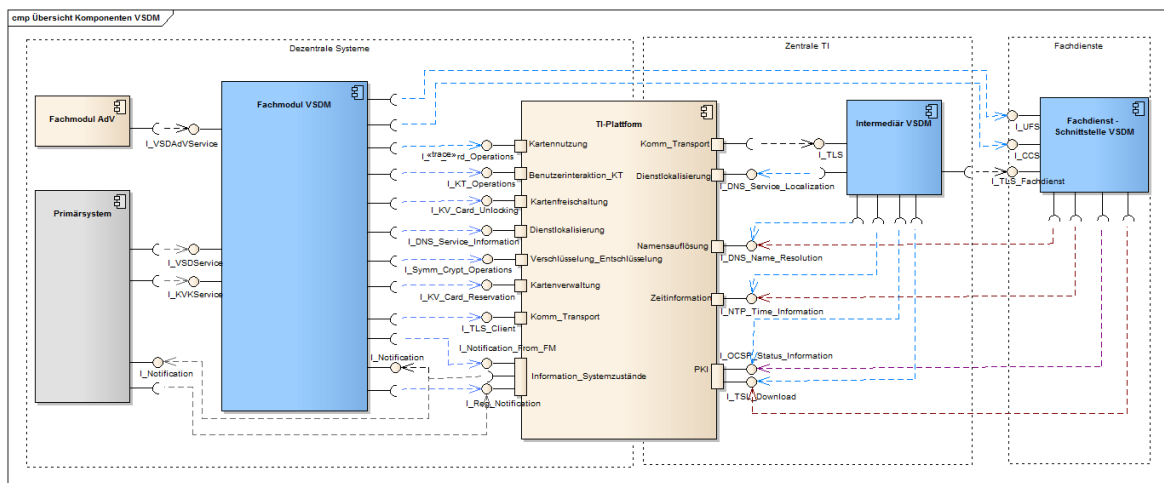 cmp Übersicht Komponenten VSDM
Dezentrale Systeme
Zentrale TI
Fachdienste
Fachmodul AdV
I_VSDAdVService
Fachmodul VSDM
Primärsystem
I_VSDService
I_KVKService
I_Notification
I_Notification
TI-Plattform
«trace»
rd_Operations
Kartennutzung
I_KT_Operations
Benutzerinteraktion_KT
I_KV_Card_Unlocking
Kartenfreischaltung
I_DNS_Service_Information
Dienstlokalisierung
I_Symm_Crypt_Operations
Verschlüsselung_Entschlüsselung
I_KV_Card_Reservation
Kartenverwaltung
I_TLS_Client
Komm_Transport
I_Notification_From_FM
Information_Systemzustände
I_Reg_Notification
Komm_Transport
I_TLS
Dienstlokalisierung
I_DNS_Service_Localization
Namensauflösung
I_DNS_Name_Resolution
Zeitinformation
I_NTP_Time_Information
PKI
I_OCSP_Status_Information
I_TSL_Download
Intermediär VSDM
I_UFS
I_CCS
I_TLS_Fachdienst
Fachdienst -
Schnittstelle VSDM